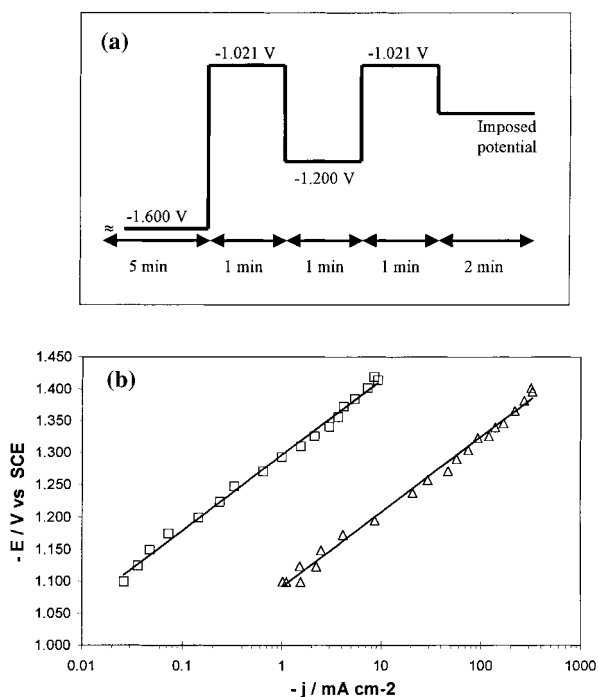 (a)
-1.021 V
-1.021 V
Imposed
potential
-1.200 V
-1.600 V
≈
5 min
1 min
1 min
1 min
2 min
(b)
1.450
1.400
1.350
1.300
1.250
1.200
1.150
1.100
1.050
1.000
- E / V vs SCE
0.01
0.1
1
10
100
1000
- j / mA cm-2